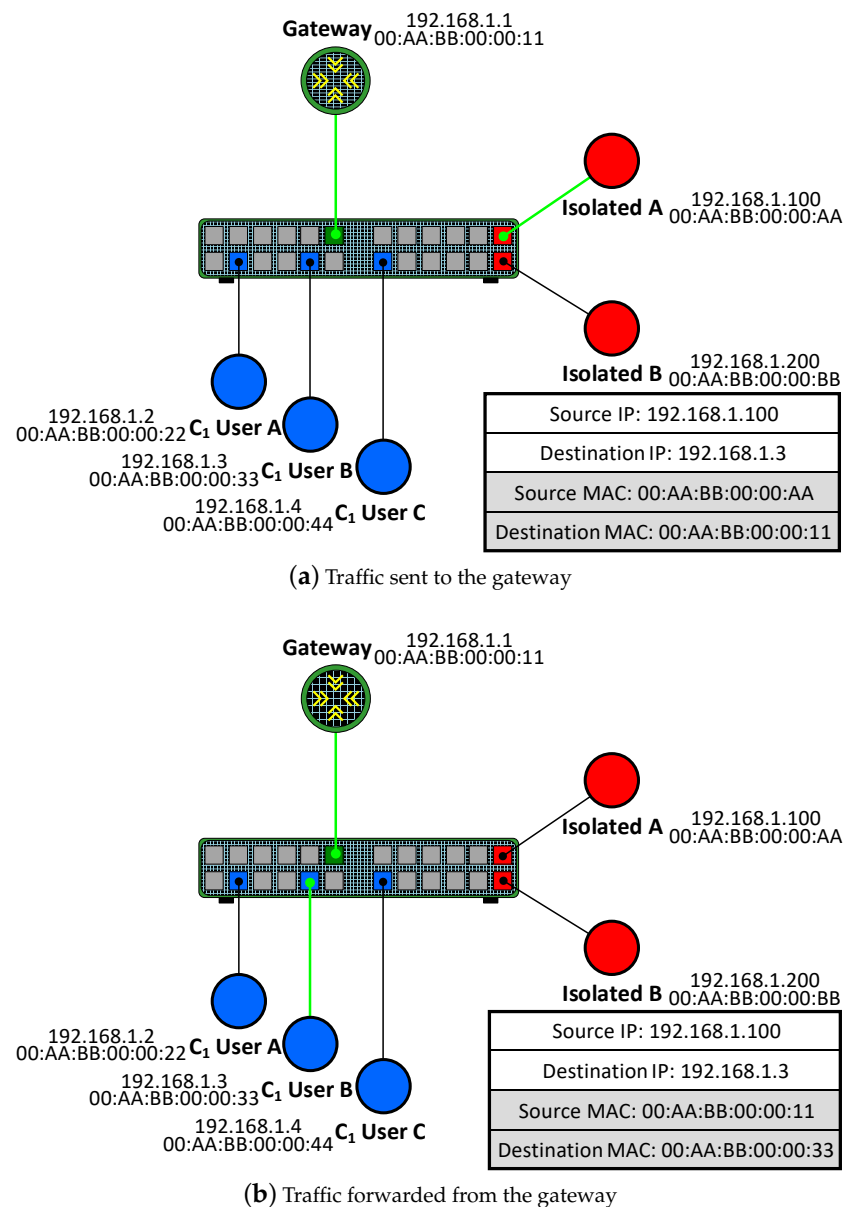 192.168.1.1
Gateway 00:AA:BB:00:00:11
Isolated A 192.168.1.100
00:AA:BB:00:00:AA
Isolated B 192.168.1.200
00:AA:BB:00:00:BB
192.168.1.2
00:AA:BB:00:00:22 C₁ User A
192.168.1.3
00:AA:BB:00:00:33 C₁ User B
192.168.1.4
00:AA:BB:00:00:44 C₁ User C
Source IP: 192.168.1.100
Destination IP: 192.168.1.3
Source MAC: 00:AA:BB:00:00:AA
Destination MAC: 00:AA:BB:00:00:11
(a) Traffic sent to the gateway
192.168.1.1
Gateway 00:AA:BB:00:00:11
Isolated A 192.168.1.100
00:AA:BB:00:00:AA
Isolated B 192.168.1.200
00:AA:BB:00:00:BB
192.168.1.2
00:AA:BB:00:00:22 C₁ User A
192.168.1.3
00:AA:BB:00:00:33 C₁ User B
192.168.1.4
00:AA:BB:00:00:44 C₁ User C
Source IP: 192.168.1.100
Destination IP: 192.168.1.3
Source MAC: 00:AA:BB:00:00:11
Destination MAC: 00:AA:BB:00:00:33
(b) Traffic forwarded from the gateway